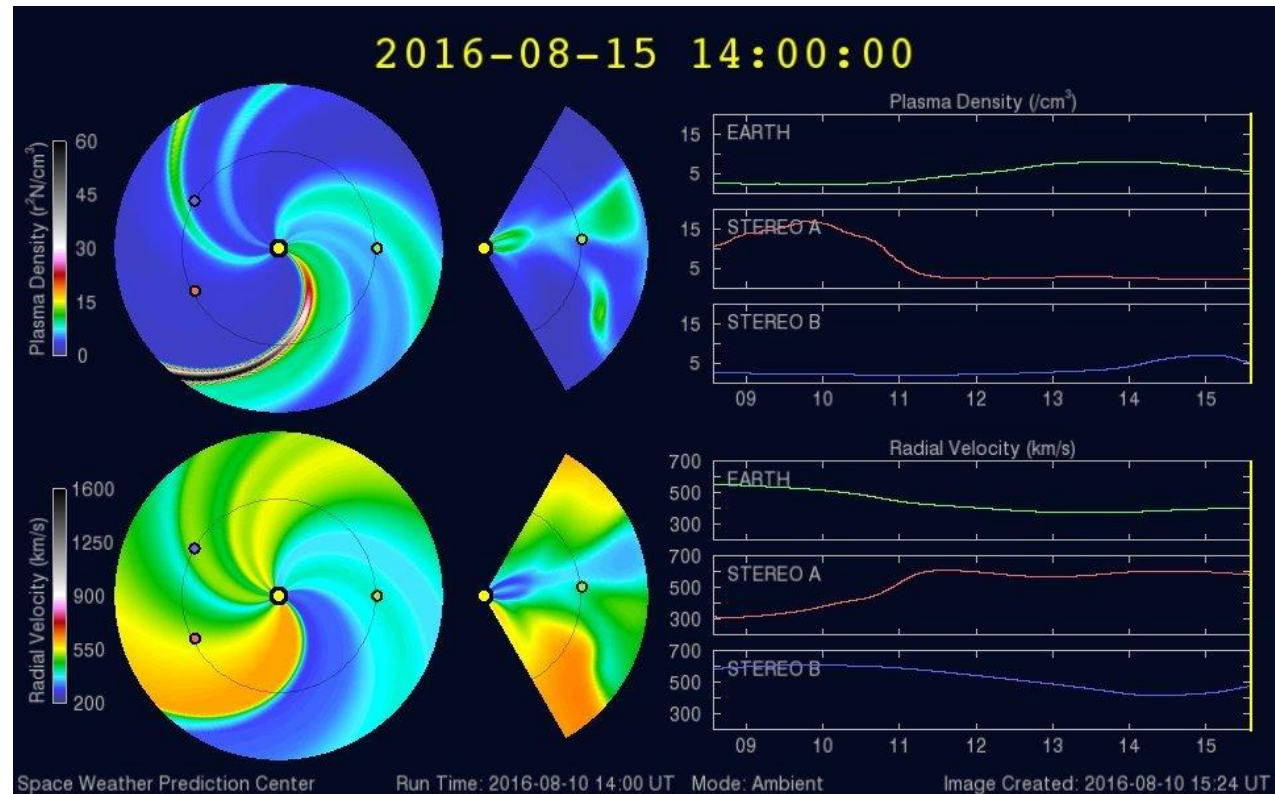 2016-08-15 14:00:00
Plasma Density (r²N/cm³)
60
45
30
15
0
Plasma Density (/cm³)
15
5
EARTH
15
5
STEREO A
15
5
STEREO B
09 10 11 12 13 14 15
Radial Velocity (km/s)
1600
1250
900
550
200
Radial Velocity (km/s)
700
500
300
EARTH
700
500
300
STEREO A
700
500
300
STEREO B
09 10 11 12 13 14 15
Space Weather Prediction Center Run Time: 2016-08-10 14:00 UT Mode: Ambient Image Created: 2016-08-10 15:24 UT